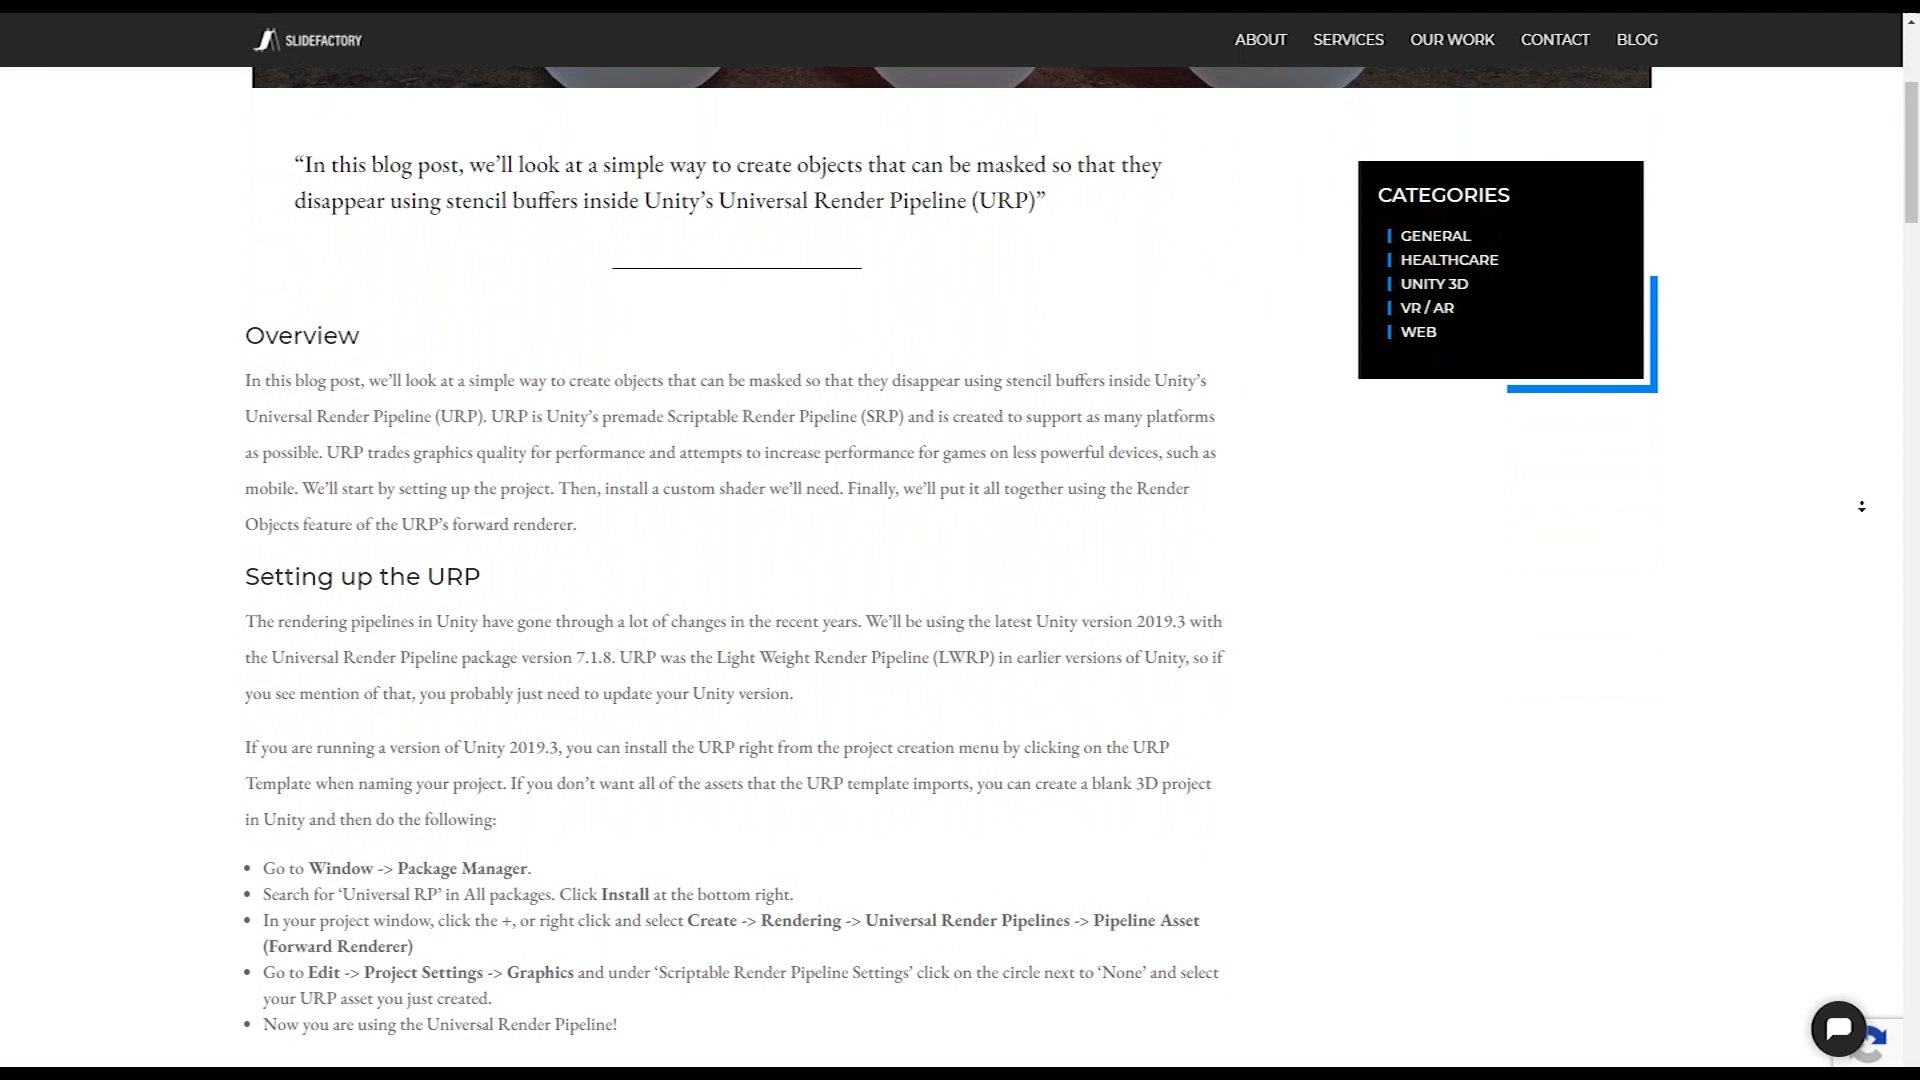 SLIDEFACTORY
ABOUT SERVICES OUR WORK CONTACT BLOG
“In this blog post, we’ll look at a simple way to create objects that can be masked so that they
disappear using stencil buffers inside Unity’s Universal Render Pipeline (URP)”
CATEGORIES
GENERAL
HEALTHCARE
UNITY 3D
VR / AR
WEB
Overview
In this blog post, we’ll look at a simple way to create objects that can be masked so that they disappear using stencil buffers inside Unity’s
Universal Render Pipeline (URP). URP is Unity’s premade Scriptable Render Pipeline (SRP) and is created to support as many platforms
as possible. URP trades graphics quality for performance and attempts to increase performance for games on less powerful devices, such as
mobile. We’ll start by setting up the project. Then, install a custom shader we’ll need. Finally, we’ll put it all together using the Render
Objects feature of the URP’s forward renderer.
Setting up the URP
The rendering pipelines in Unity have gone through a lot of changes in the recent years. We’ll be using the latest Unity version 2019.3 with
the Universal Render Pipeline package version 7.1.8. URP was the Light Weight Render Pipeline (LWRP) in earlier versions of Unity, so if
you see mention of that, you probably just need to update your Unity version.
If you are running a version of Unity 2019.3, you can install the URP right from the project creation menu by clicking on the URP
Template when naming your project. If you don’t want all of the assets that the URP template imports, you can create a blank 3D project
in Unity and then do the following:
• Go to Window -> Package Manager.
• Search for ‘Universal RP’ in All packages. Click Install at the bottom right.
• In your project window, click the +, or right click and select Create -> Rendering -> Universal Render Pipelines -> Pipeline Asset
(Forward Renderer)
• Go to Edit -> Project Settings -> Graphics and under ‘Scriptable Render Pipeline Settings’ click on the circle next to ‘None’ and select
your URP asset you just created.
• Now you are using the Universal Render Pipeline!